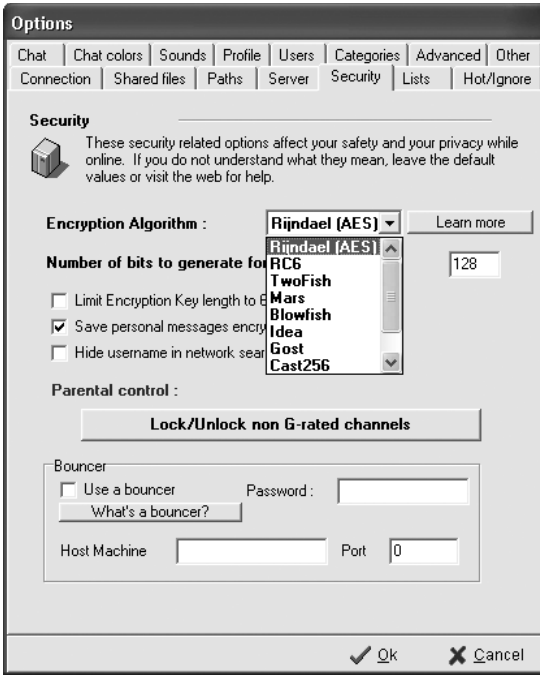 Options
Chat Chat colors Sounds Profile Users Categories Advanced Other
Connection Shared files Paths Server Security Lists Hot/Ignore
Security
These security related options affect your safety and your privacy while
online. If you do not understand what they mean, leave the default
values or visit the web for help.
Encryption Algorithm : Rijndael (AES) Learn more
Rijndael (AES)
Number of bits to generate for 128
RC6
TwoFish
Mars
Limit Encryption Key length to
Blowfish
Save personal messages encry
Idea
Hide username in network sear
Gost
Cast256
Parental control :
Lock/Unlock non G-rated channels
Bouncer
Use a bouncer Password :
What's a bouncer?
Host Machine Port 0
Ok Cancel